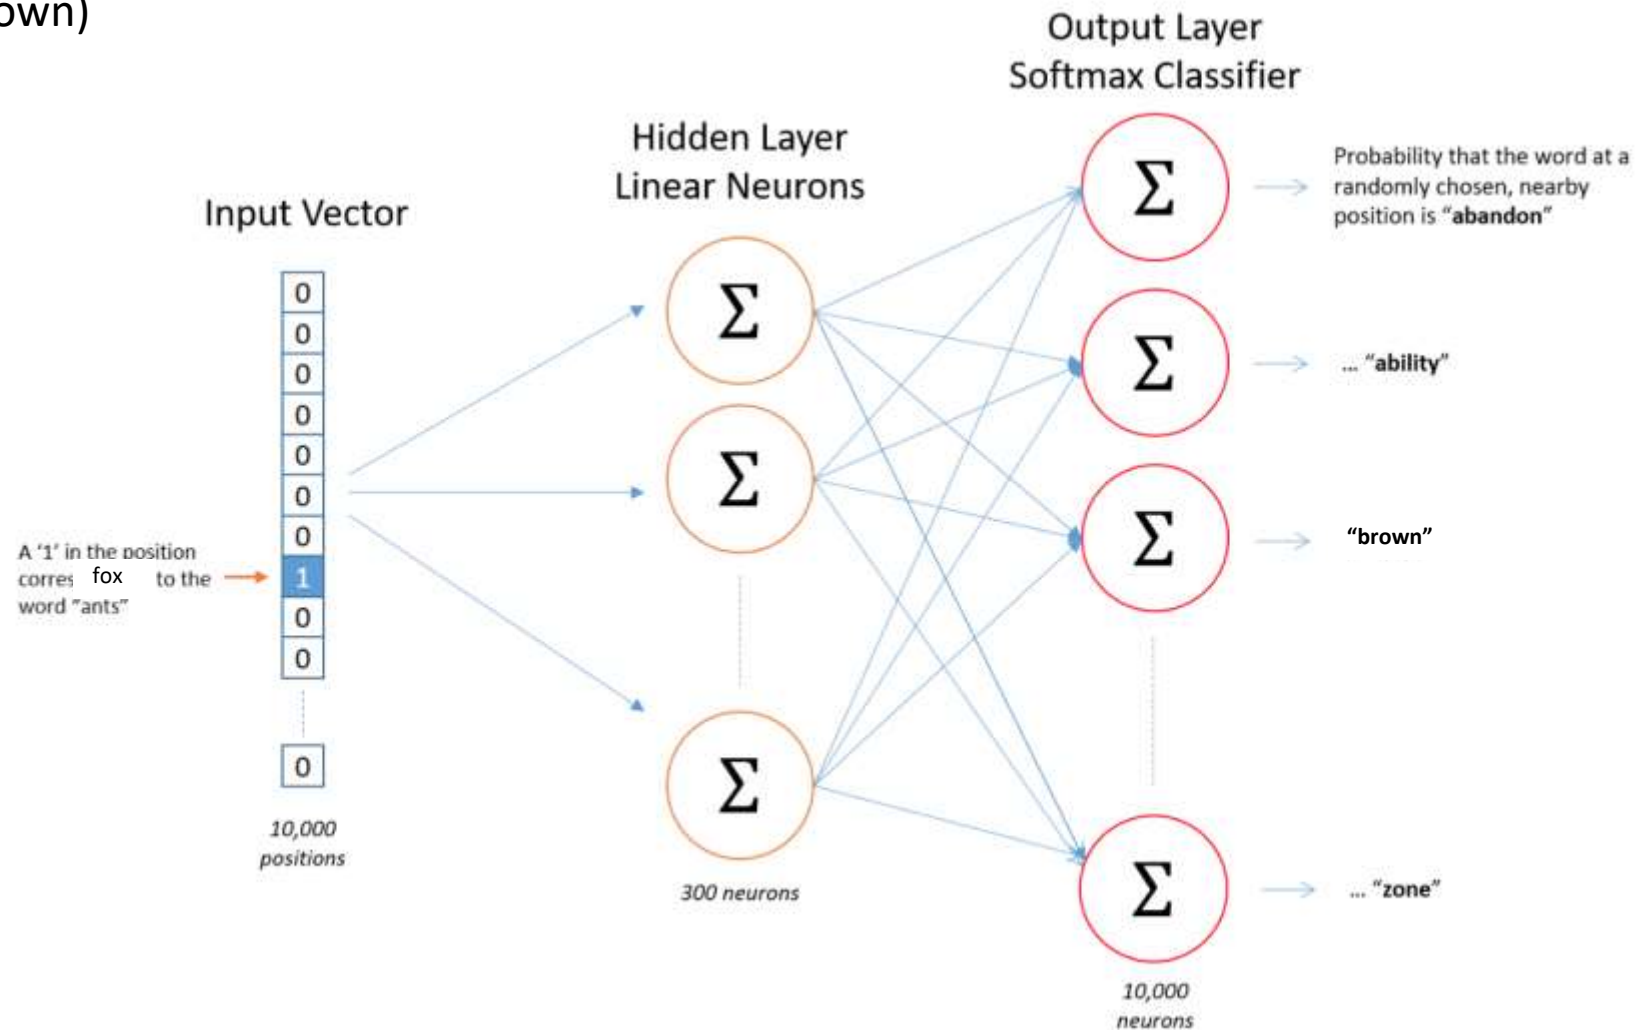 own)
Output Layer
Softmax Classifier
Hidden Layer
Linear Neurons
Input Vector
0
0
0
0
0
0
0
1
0
0
0
10,000
positions
A ‘1’ in the position
corres fox to the
word "ants"
Σ
Σ
Σ
300 neurons
Σ
Σ
Σ
Σ
10,000
neurons
Probability that the word at a
randomly chosen, nearby
position is “abandon”
... “ability”
“brown”
... “zone”